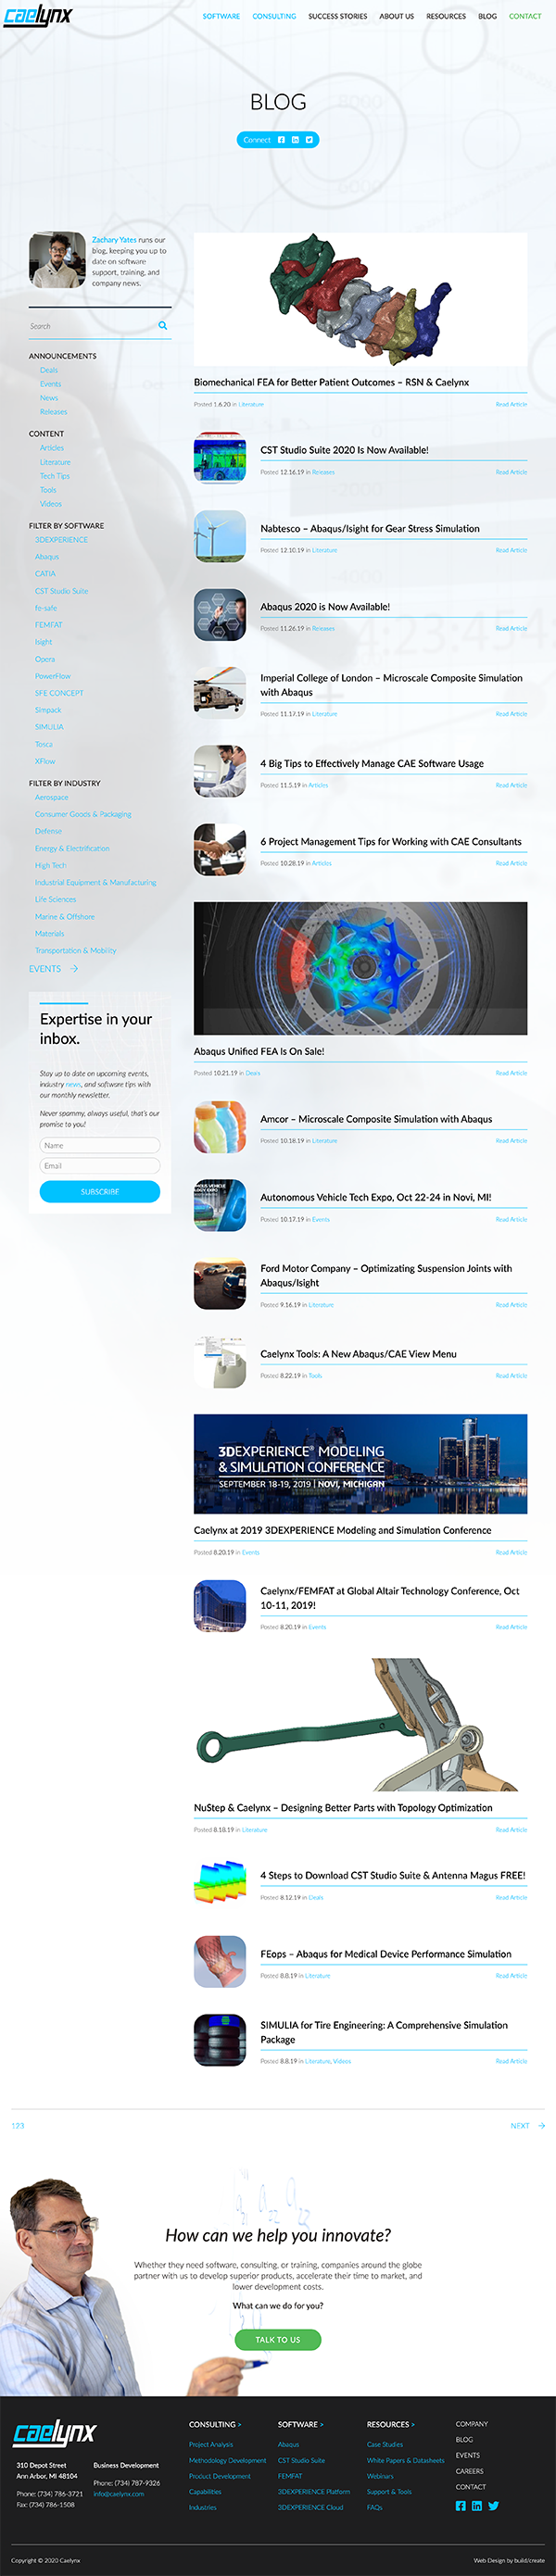 caelynx
SOFTWARE CONSULTING SUCCESS STORIES ABOUT US RESOURCES BLOG CONTACT
BLOG
Connect
Zachary Yates runs our
blog, keeping you up to
date on software
support, training, and
company news.
Search
ANNOUNCEMENTS
Deals
Events
News
Releases
CONTENT
Articles
Literature
Tech Tips
Tools
Videos
FILTER BY SOFTWARE
3DEXPERIENCE
Abaqus
CATIA
CST Studio Suite
fe-safe
FEMFAT
Isight
Opera
PowerFlow
SFE CONCEPT
Simpack
SIMULIA
Tosca
XFlow
FILTER BY INDUSTRY
Aerospace
Consumer Goods & Packaging
Defense
Energy & Electrification
High Tech
Industrial Equipment & Manufacturing
Life Sciences
Marine & Offshore
Materials
Transportation & Mobility
EVENTS
Expertise in your
inbox.
Stay up to date on upcoming events,
industry news, and software tips with
our monthly newsletter.
Never spammy, always useful, that's our
promise to you!
Name
Email
SUBSCRIBE
Biomechanical FEA for Better Patient Outcomes – RSN & Caelynx
Posted 1.6.20 in Literature Read Article
CST Studio Suite 2020 Is Now Available!
Posted 12.16.19 in Releases Read Article
Nabtesco – Abaqus/Isight for Gear Stress Simulation
Posted 12.10.19 in Literature Read Article
Abaqus 2020 is Now Available!
Posted 11.26.19 in Releases Read Article
Imperial College of London – Microscale Composite Simulation
with Abaqus
Posted 11.17.19 in Literature Read Article
4 Big Tips to Effectively Manage CAE Software Usage
Posted 11.5.19 in Articles Read Article
6 Project Management Tips for Working with CAE Consultants
Posted 10.28.19 in Articles Read Article
Abaqus Unified FEA Is On Sale!
Posted 10.21.19 in Deals Read Article
Amcor – Microscale Composite Simulation with Abaqus
Posted 10.18.19 in Literature Read Article
Autonomous Vehicle Tech Expo, Oct 22-24 in Novi, MI!
Posted 10.17.19 in Events Read Article
Ford Motor Company – Optimizing Suspension Joints with
Abaqus/Isight
Posted 9.16.19 in Literature Read Article
Caelynx Tools: A New Abaqus/CAE View Menu
Posted 8.22.19 in Tools Read Article
3DEXPERIENCE® MODELING
& SIMULATION CONFERENCE
SEPTEMBER 18-19, 2019 | NOVI, MICHIGAN
Caelynx at 2019 3DEXPERIENCE Modeling and Simulation Conference
Posted 8.20.19 in Events Read Article
Caelynx/FEMFAT at Global Altair Technology Conference, Oct
10-11, 2019!
Posted 8.20.19 in Events Read Article
NuStep & Caelynx – Designing Better Parts with Topology Optimization
Posted 8.18.19 in Literature Read Article
4 Steps to Download CST Studio Suite & Antenna Magus FREE!
Posted 8.12.19 in Deals Read Article
FEops – Abaqus for Medical Device Performance Simulation
Posted 8.8.19 in Literature Read Article
SIMULIA for Tire Engineering: A Comprehensive Simulation
Package
Posted 8.8.19 in Literature, Videos Read Article
123 NEXT
How can we help you innovate?
Whether they need software, consulting, or training, companies around the globe
partner with us to develop superior products, accelerate their time to market, and
lower development costs.
What can we do for you?
TALK TO US
caelynx
310 Depot Street
Ann Arbor, MI 48104
Phone: (734) 786-3721
Fax: (734) 786-1508
Business Development
Phone: (734) 787-9326
info@caelynx.com
CONSULTING >
Project Analysis
Methodology Development
Product Development
Capabilities
Industries
SOFTWARE >
Abaqus
CST Studio Suite
FEMFAT
3DEXPERIENCE Platform
3DEXPERIENCE Cloud
RESOURCES >
Case Studies
White Papers & Datasheets
Webinars
Support & Tools
FAQs
COMPANY
BLOG
EVENTS
CAREERS
CONTACT
Copyright © 2020 Caelynx Web Design by build/create